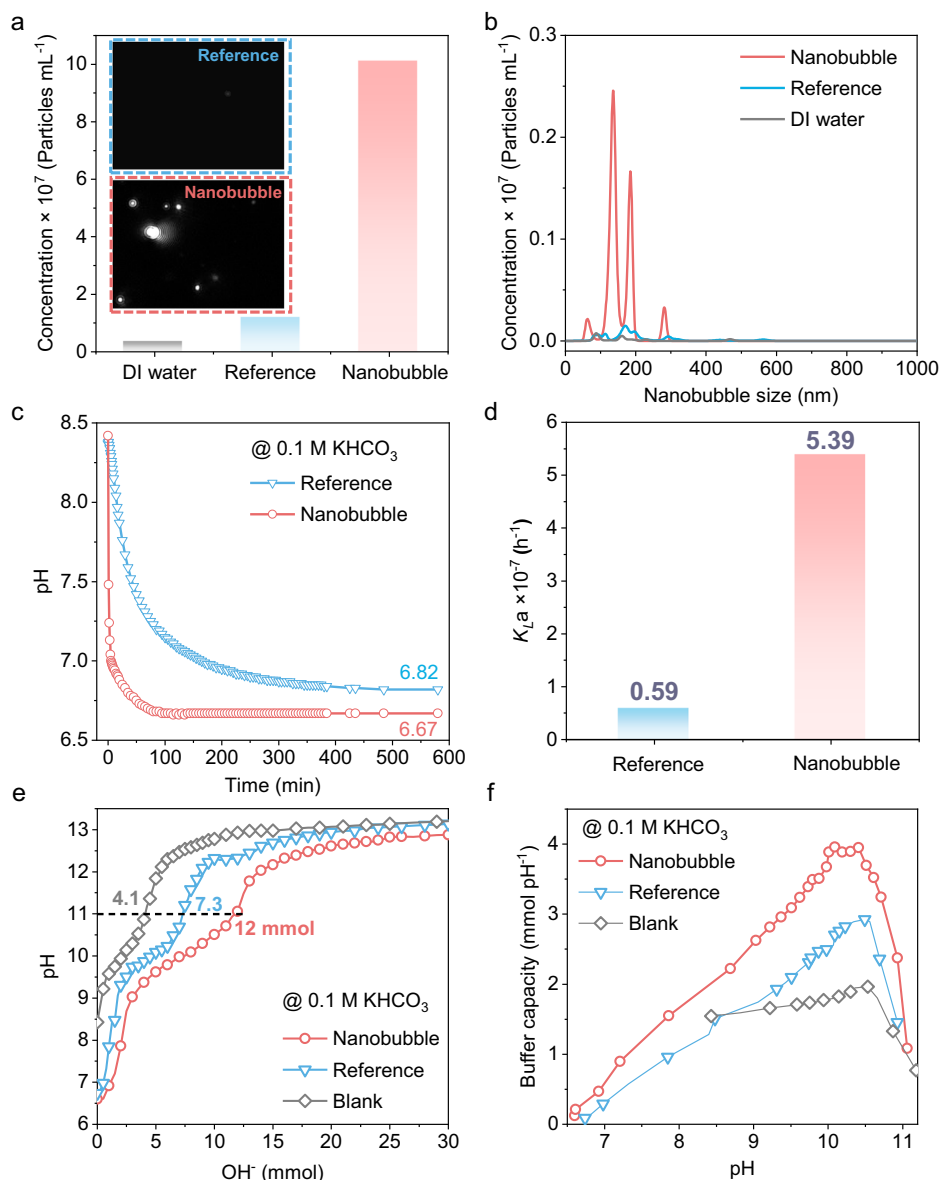 a
Concentration × 10⁷ (Particles mL⁻¹)
10
8
6
4
2
0
Reference
Nanobubble
DI water
Reference
Nanobubble
b
Concentration × 10⁷ (Particles mL⁻¹)
0.3
0.2
0.1
0.0
Nanobubble
Reference
DI water
0
200
400
600
800
1000
Nanobubble size (nm)
c
pH
8.5
8.0
7.5
7.0
6.5
@ 0.1 M KHCO₃
Reference
Nanobubble
6.82
6.67
0
100
200
300
400
500
600
Time (min)
d
K_La ×10⁻⁷ (h⁻¹)
6
5
4
3
2
1
0
0.59
5.39
Reference
Nanobubble
e
pH
13
12
11
10
9
8
7
6
4.1
7.3
12 mmol
@ 0.1 M KHCO₃
Nanobubble
Reference
Blank
0
5
10
15
20
25
30
OH⁻ (mmol)
f
Buffer capacity (mmol pH⁻¹)
5
4
3
2
1
0
@ 0.1 M KHCO₃
Nanobubble
Reference
Blank
7
8
9
10
11
pH